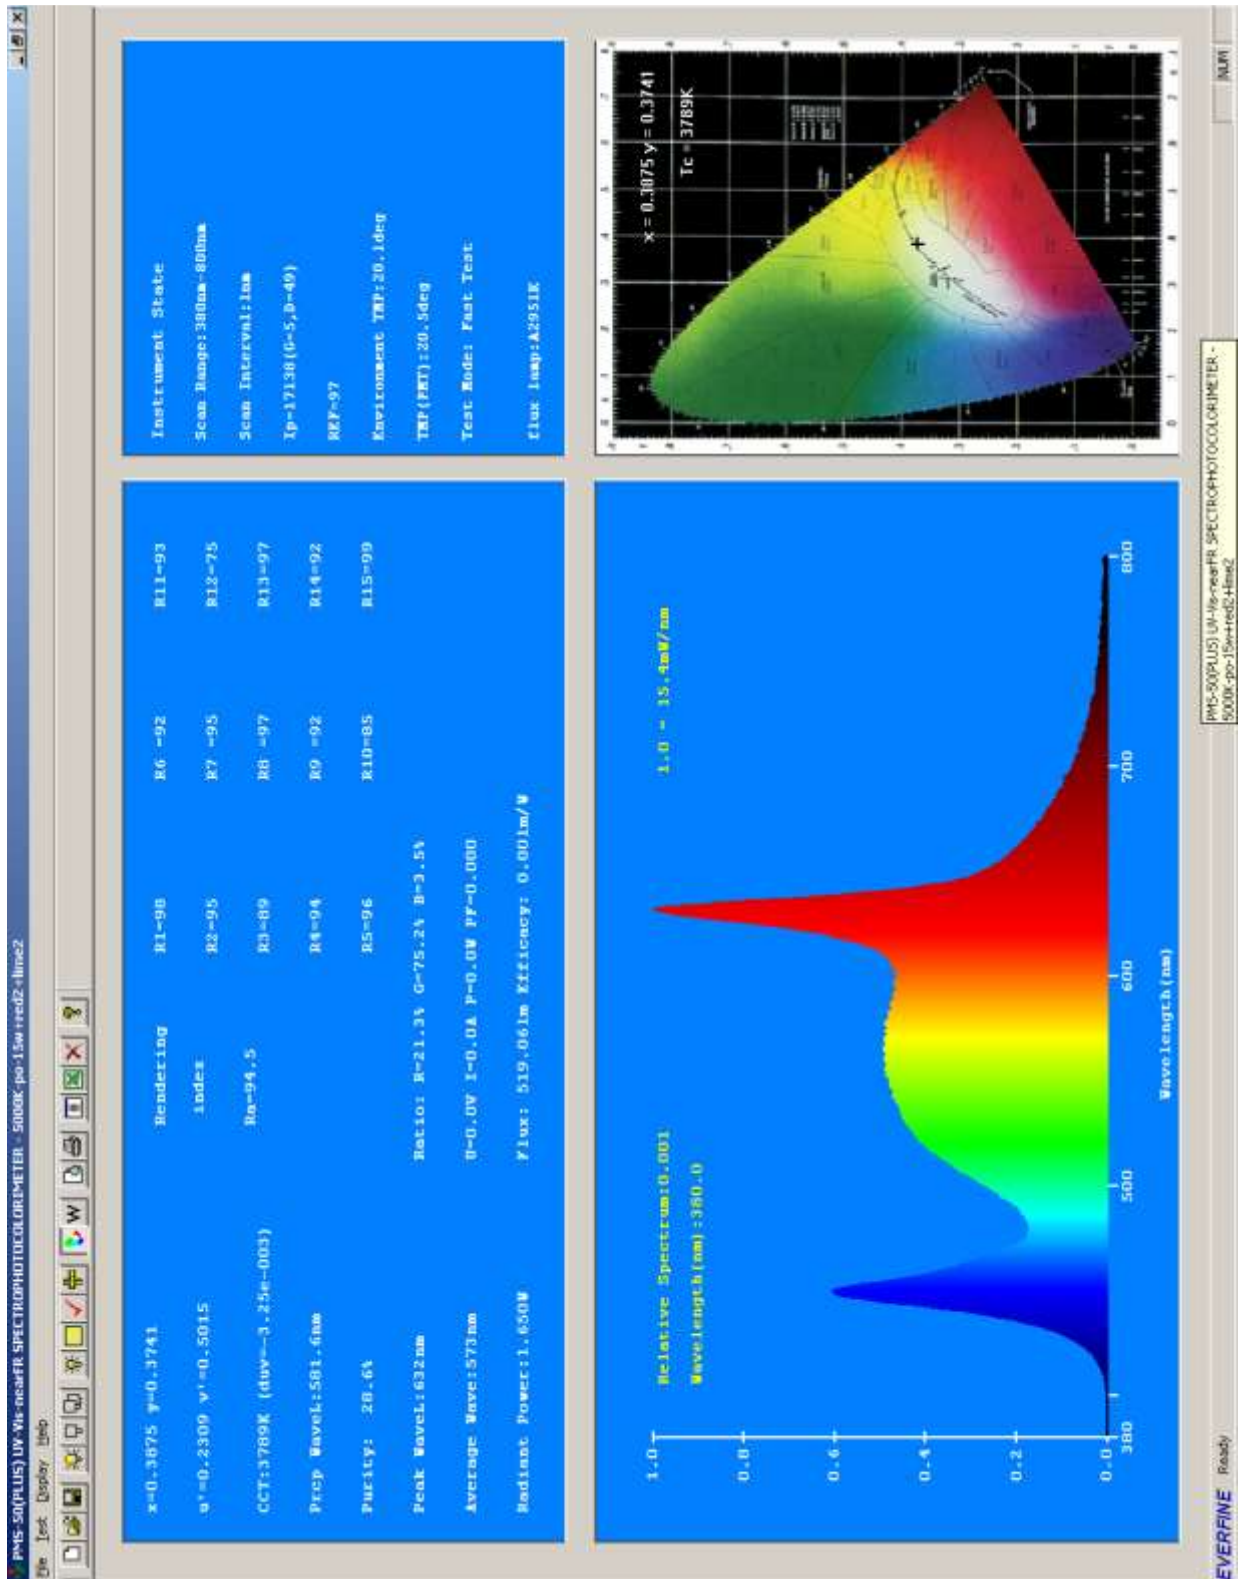 PMS-50(PLUS) UV-Vis-nearFR SPECTROPHOTOCOLORIMETER - 5000K-po-15w+red2+lime2
File Test Display Help
W
x=0.3875 y=0.3741
u'=0.2309 v'=0.5015
CCT:3789K (duv=-3.25e-003)
Prcp WaveL:581.6nm
Purity: 28.6%
Peak WaveL:632nm
Average Wave:573nm
Radiant Power:1.650W
Rendering
index
Ra=94.5
R1=98 R6 =92 R11=93
R2=95 R7 =95 R12=75
R3=89 R8 =97 R13=97
R4=94 R9 =92 R14=92
R5=96 R10=85 R15=99
Ratio: R=21.3% G=75.2% B=3.5%
U=0.0V I=0.0A P=0.0W PF=0.000
Flux: 519.06lm Efficacy: 0.00lm/W
Instrument State
Scan Range:380nm-800nm
Scan Interval:1nm
Ip=17138(G=5,D=49)
REF=97
Environment TMP:20.1deg
TMP(PMT):20.5deg
Test Mode: Fast Test
flux lamp:A2951K
Relative Spectrum:0.001
Wavelength(nm):380.0
1.0 = 15.4mW/nm
1.0
0.8
0.6
0.4
0.2
0.0
380 500 600 700 800
Wavelength(nm)
x = 0.3875 y = 0.3741
Tc = 3789K
EVERFINE Ready
PMS-50(PLUS) UV-Vis-nearFR SPECTROPHOTOCOLORIMETER -
5000K-po-15w+red2+lime2
NUM